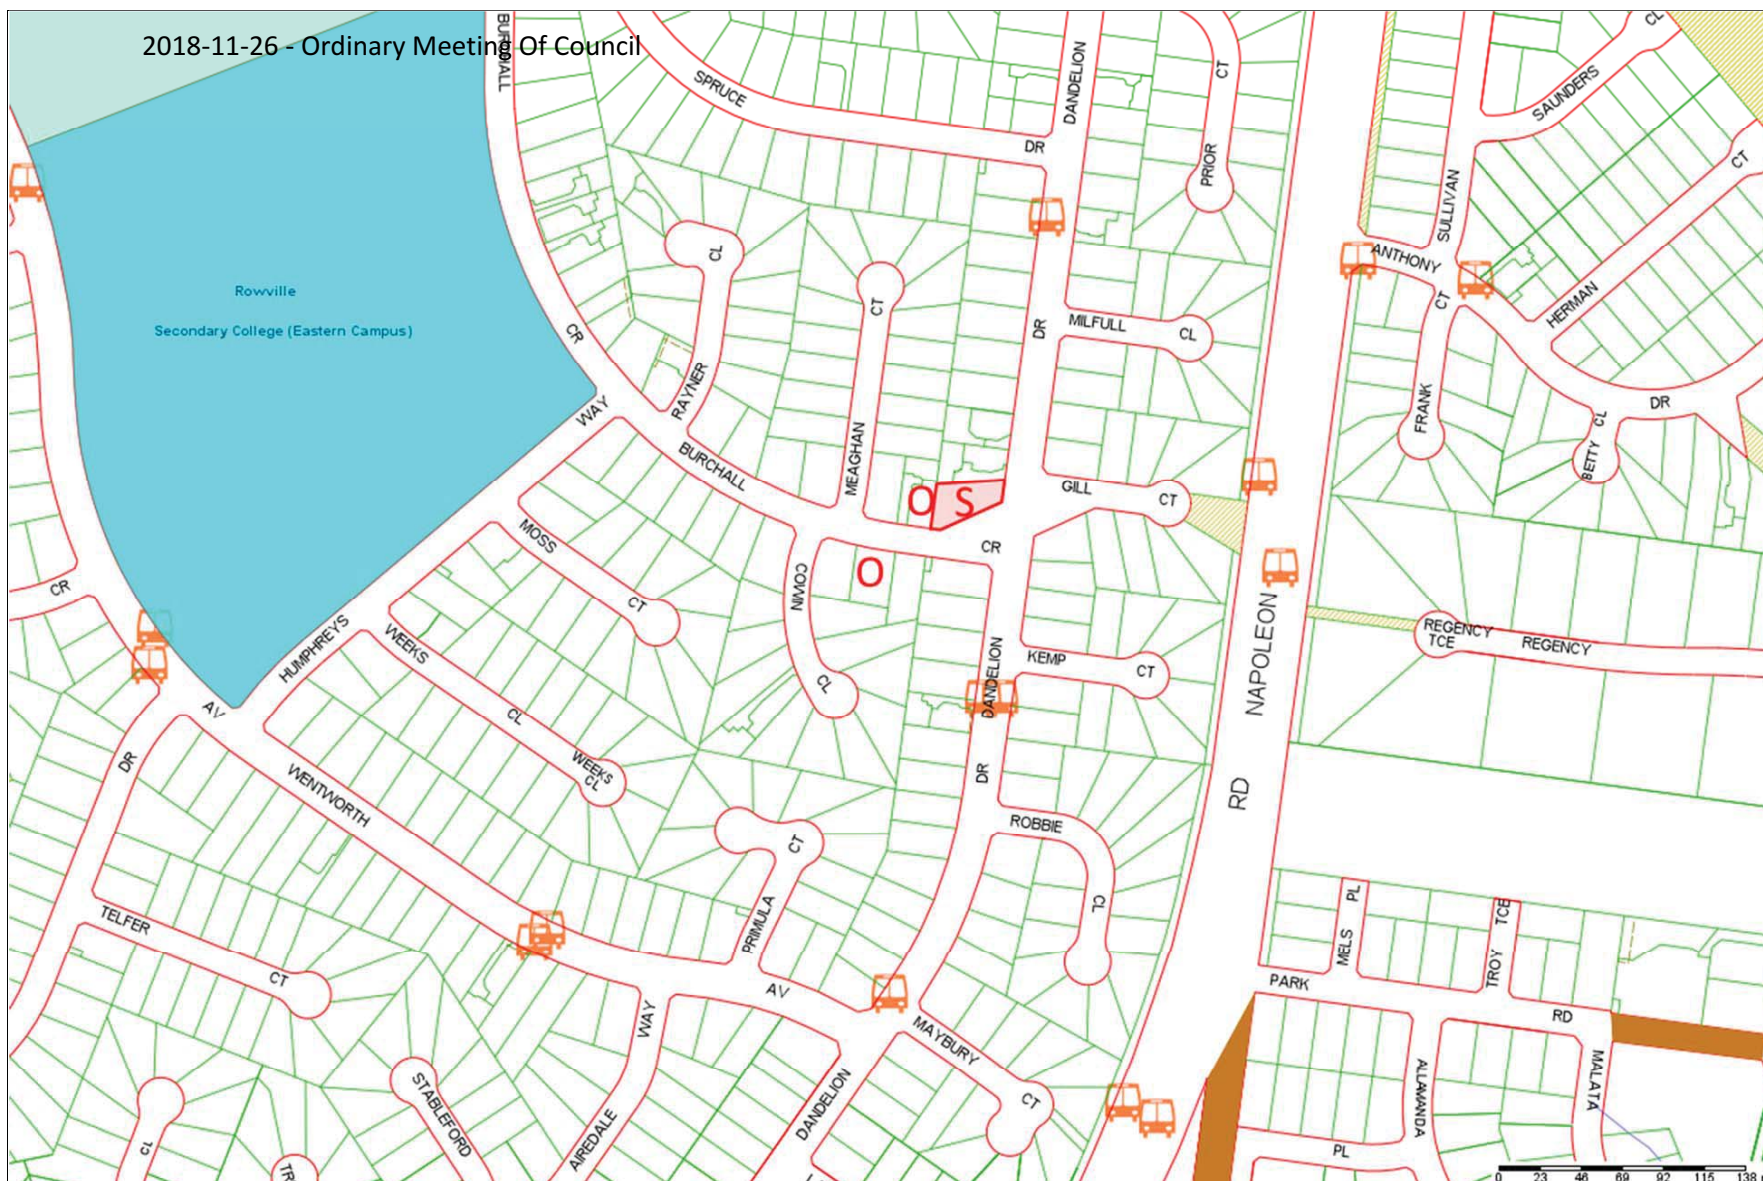 2018-11-26 - Ordinary Meeting Of Council
BURCHALL
SPRUCE
DR
DANDELION
CT
PRIOR
CL
SAUNDERS
CT
SULLIVAN
ANTHONY
CT
HERMAN
Rowville
Secondary College (Eastern Campus)
CR
CL
RAYNER
CT
MEAGHAN
DR
MILFULL
CL
FRANK
BETTY CL
DR
WAY
BURCHALL
O
S
GILL
CT
CR
O
MOSS
CT
COWN
CL
CR
HUMPHREYS
WEEKS
CL
WEEKS
CL
DANDELION
KEMP
CT
NAPOLEON
RD
REGENCY
TCE
REGENCY
AV
DR
WENTWORTH
DR
ROBBIE
CL
CT
PRIMULA
TELFER
CT
AV
WAY
MAYBURY
CT
PARK
MELS
PL
TROY
TCE
RD
MALATA
ALLAMANDA
PL
CL
STABLEFORD
AIREDALE
DANDELION
0 23 46 69 92 115 138